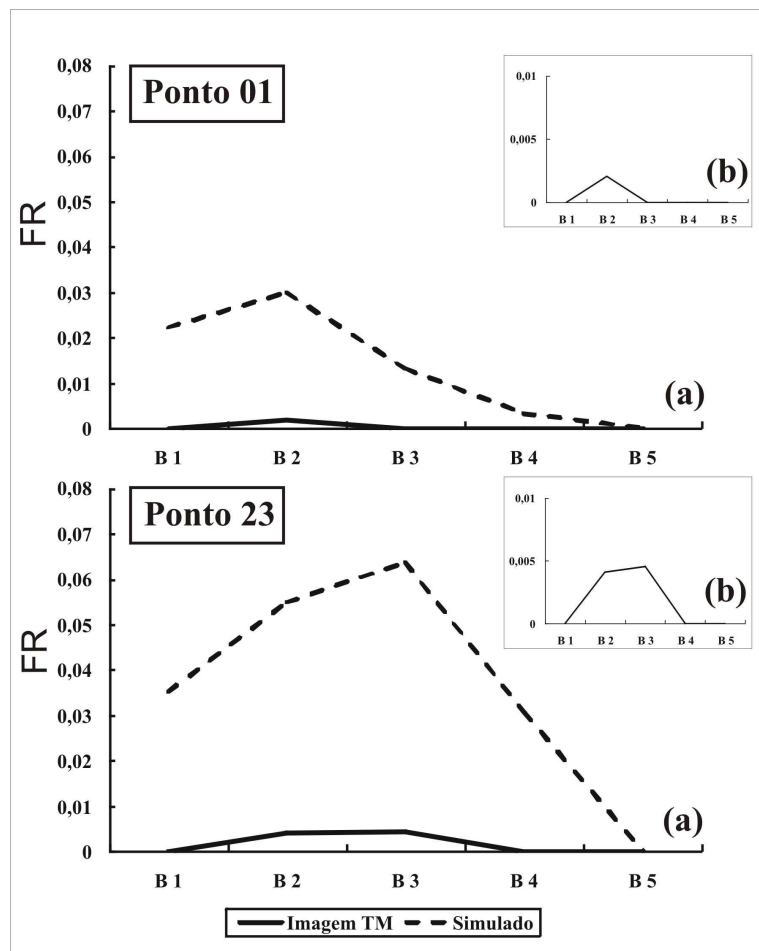 0,08
0,07
0,06
0,05
0,04
0,03
0,02
0,01
0
FR
Ponto 01
(a)
B 1 B 2 B 3 B 4 B 5
0,01
0,005
0
(b)
B 1 B 2 B 3 B 4 B 5
0,08
0,07
0,06
0,05
0,04
0,03
0,02
0,01
0
FR
Ponto 23
(a)
B 1 B 2 B 3 B 4 B 5
0,01
0,005
0
(b)
B 1 B 2 B 3 B 4 B 5
Imagem TM Simulado